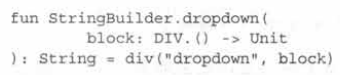 fun StringBuilder.dropdown(
        block: DIV.() -> Unit
): String = div("dropdown", block)